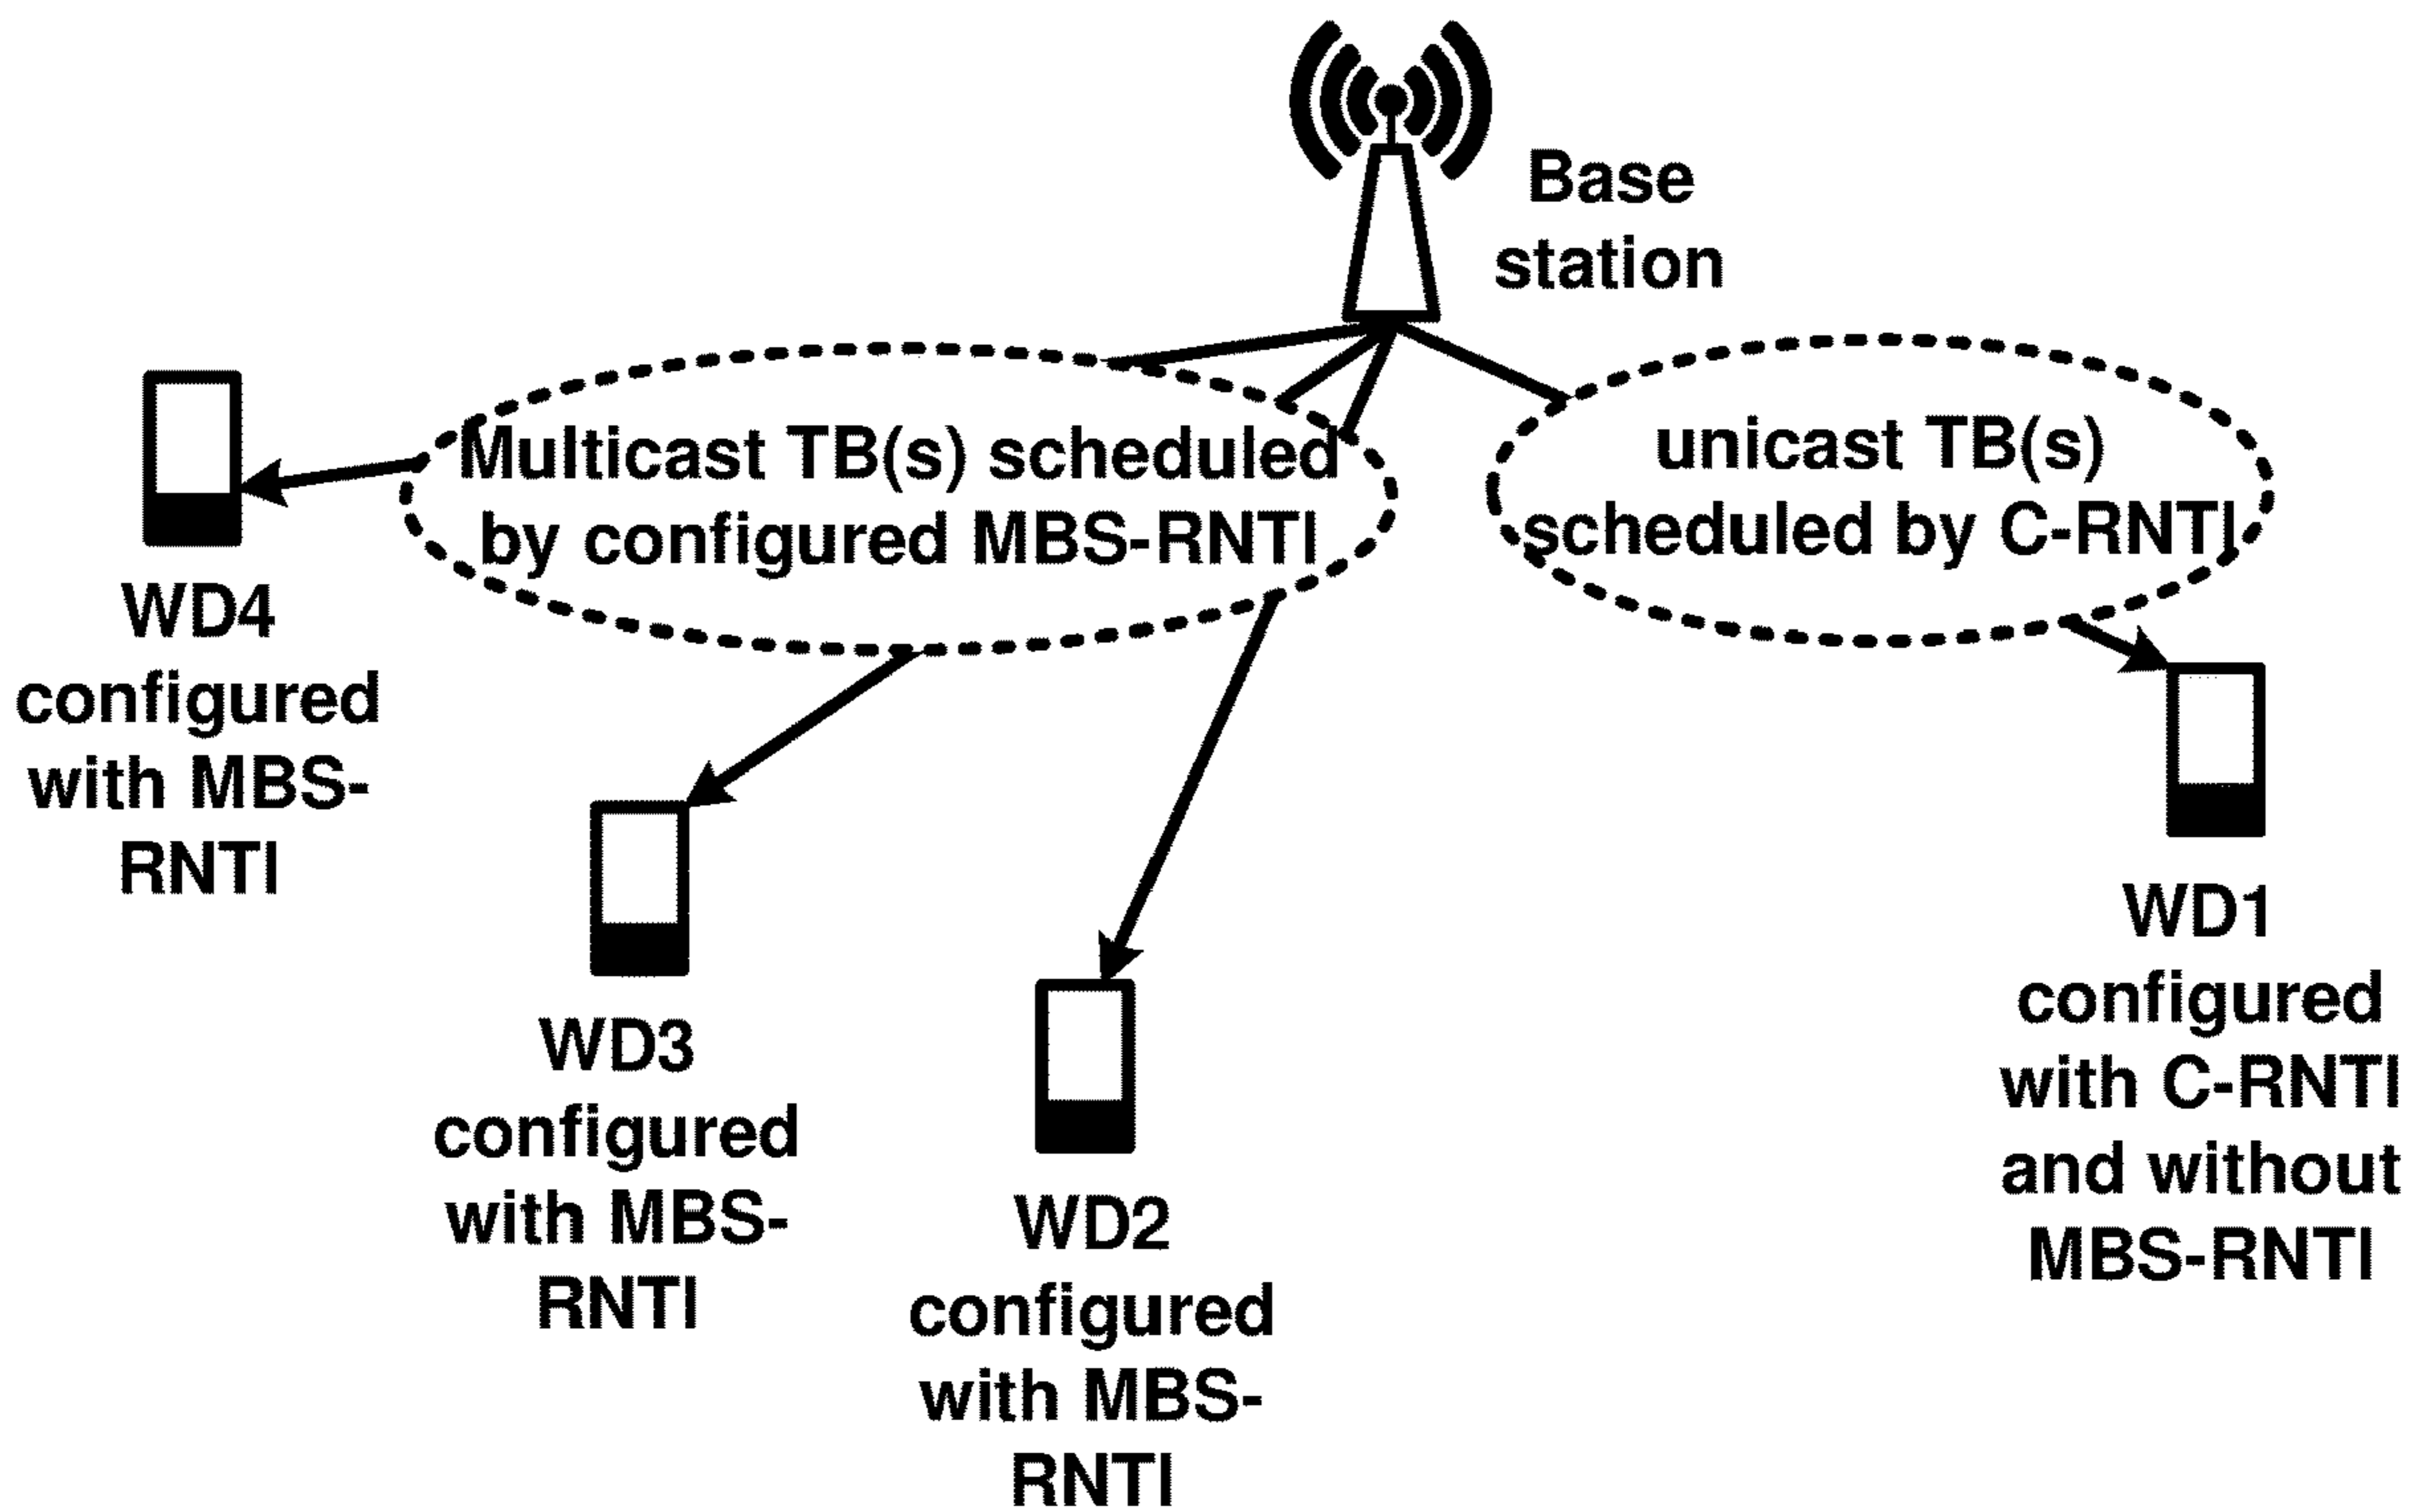 Base
station
Multicast TB(s) scheduled
by configured MBS-RNTI
unicast TB(s)
scheduled by C-RNTI
WD4
configured
with MBS-
RNTI
WD3
configured
with MBS-
RNTI
WD2
configured
with MBS-
RNTI
WD1
configured
with C-RNTI
and without
MBS-RNTI